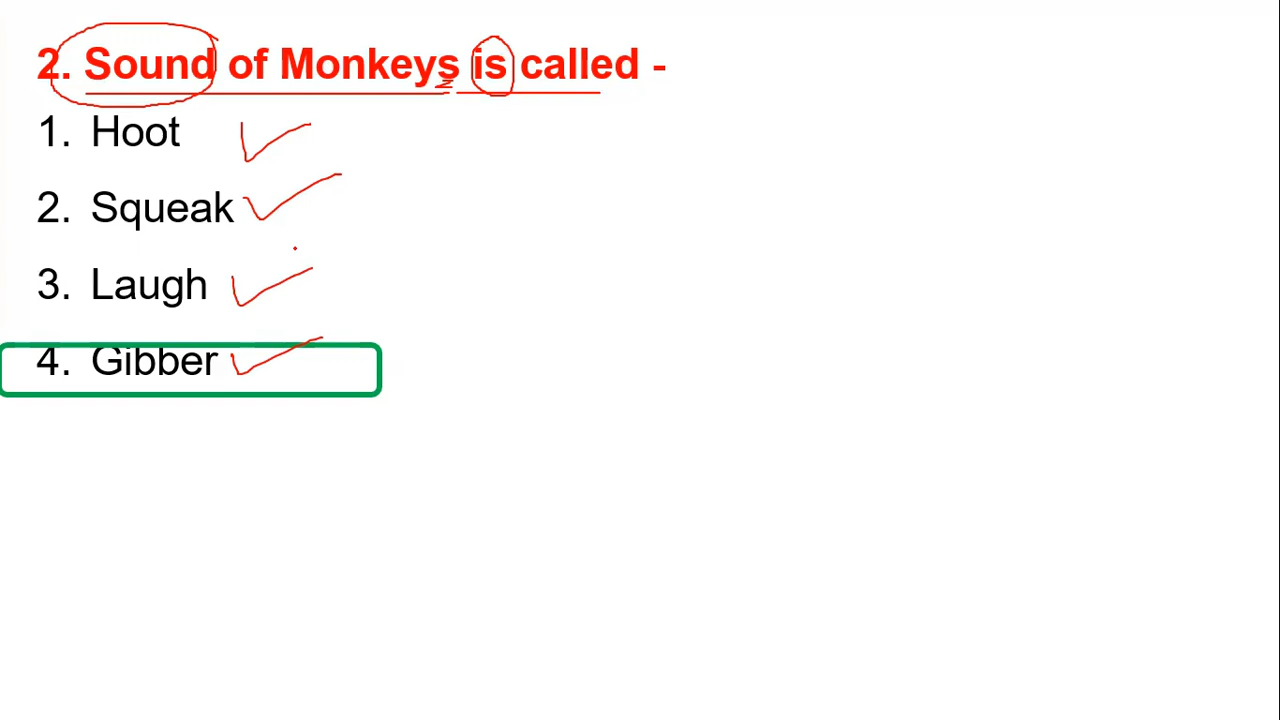 2. Sound of Monkeys is called -
1. Hoot
2. Squeak
3. Laugh
4. Gibber